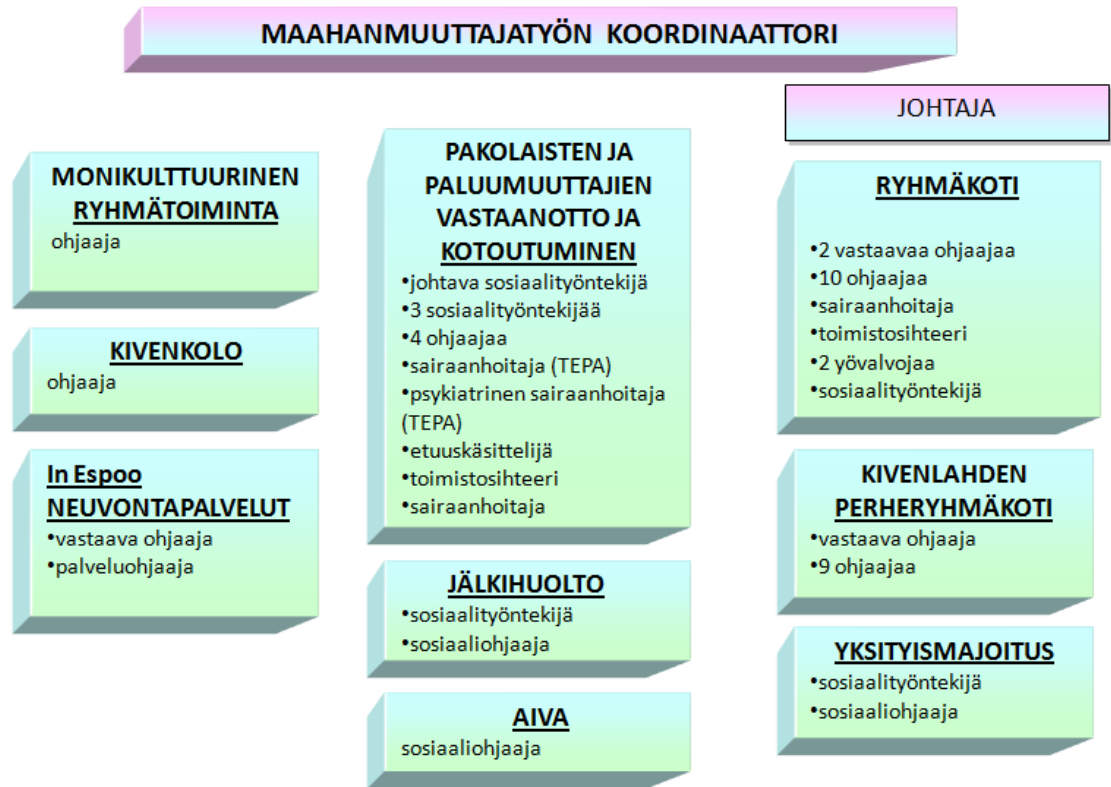 MAAHANMUUTTAJATYÖN KOORDINAATTORI
MONIKULTTUURINEN
RYHMÄTOIMINTA
ohjaaja
KIVENKOLO
ohjaaja
In Espoo
NEUVONTAPALVELUT
•vastaava ohjaaja
•palveluohjaaja
PAKOLAISTEN JA
PALUUMUUTTAJIEN
VASTAANOTTO JA
KOTOUTUMINEN
•johtava sosiaalityöntekijä
•3 sosiaalityöntekijää
•4 ohjaajaa
•sairaanhoitaja (TEPA)
•psykiatrinen sairaanhoitaja
(TEPA)
•etuuskäsittelijä
•toimistosihteeri
•sairaanhoitaja
JÄLKIHUOLTO
•sosiaalityöntekijä
•sosiaaliohjaaja
AIVA
sosiaaliohjaaja
JOHTAJA
RYHMÄKOTI
•2 vastaavaa ohjaajaa
•10 ohjaajaa
•sairaanhoitaja
•toimistosihteeri
•2 yövalvojaa
•sosiaalityöntekijä
KIVENLAHDEN
PERHERYHMÄKOTI
•vastaava ohjaaja
•9 ohjaajaa
YKSITYISMAJOITUS
•sosiaalityöntekijä
•sosiaaliohjaaja